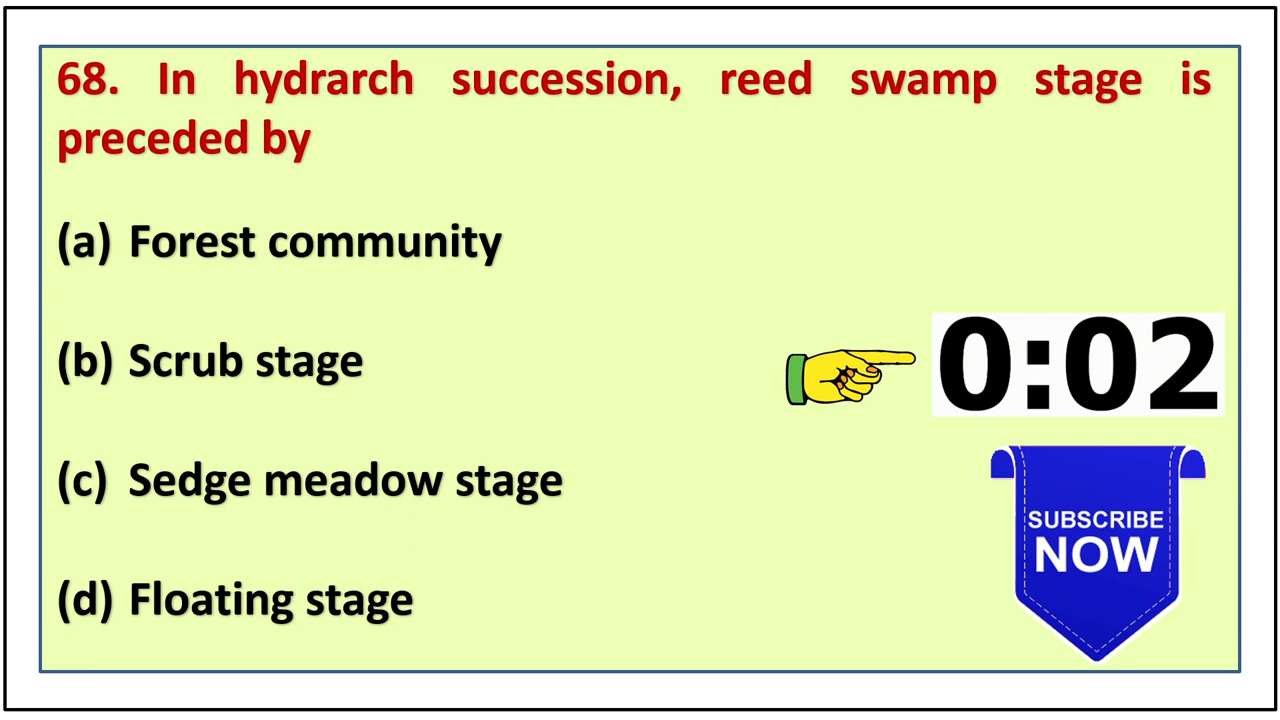 68. In hydrarch succession, reed swamp stage is
preceded by
(a) Forest community
(b) Scrub stage
0:02
(c) Sedge meadow stage
SUBSCRIBE
NOW
(d) Floating stage